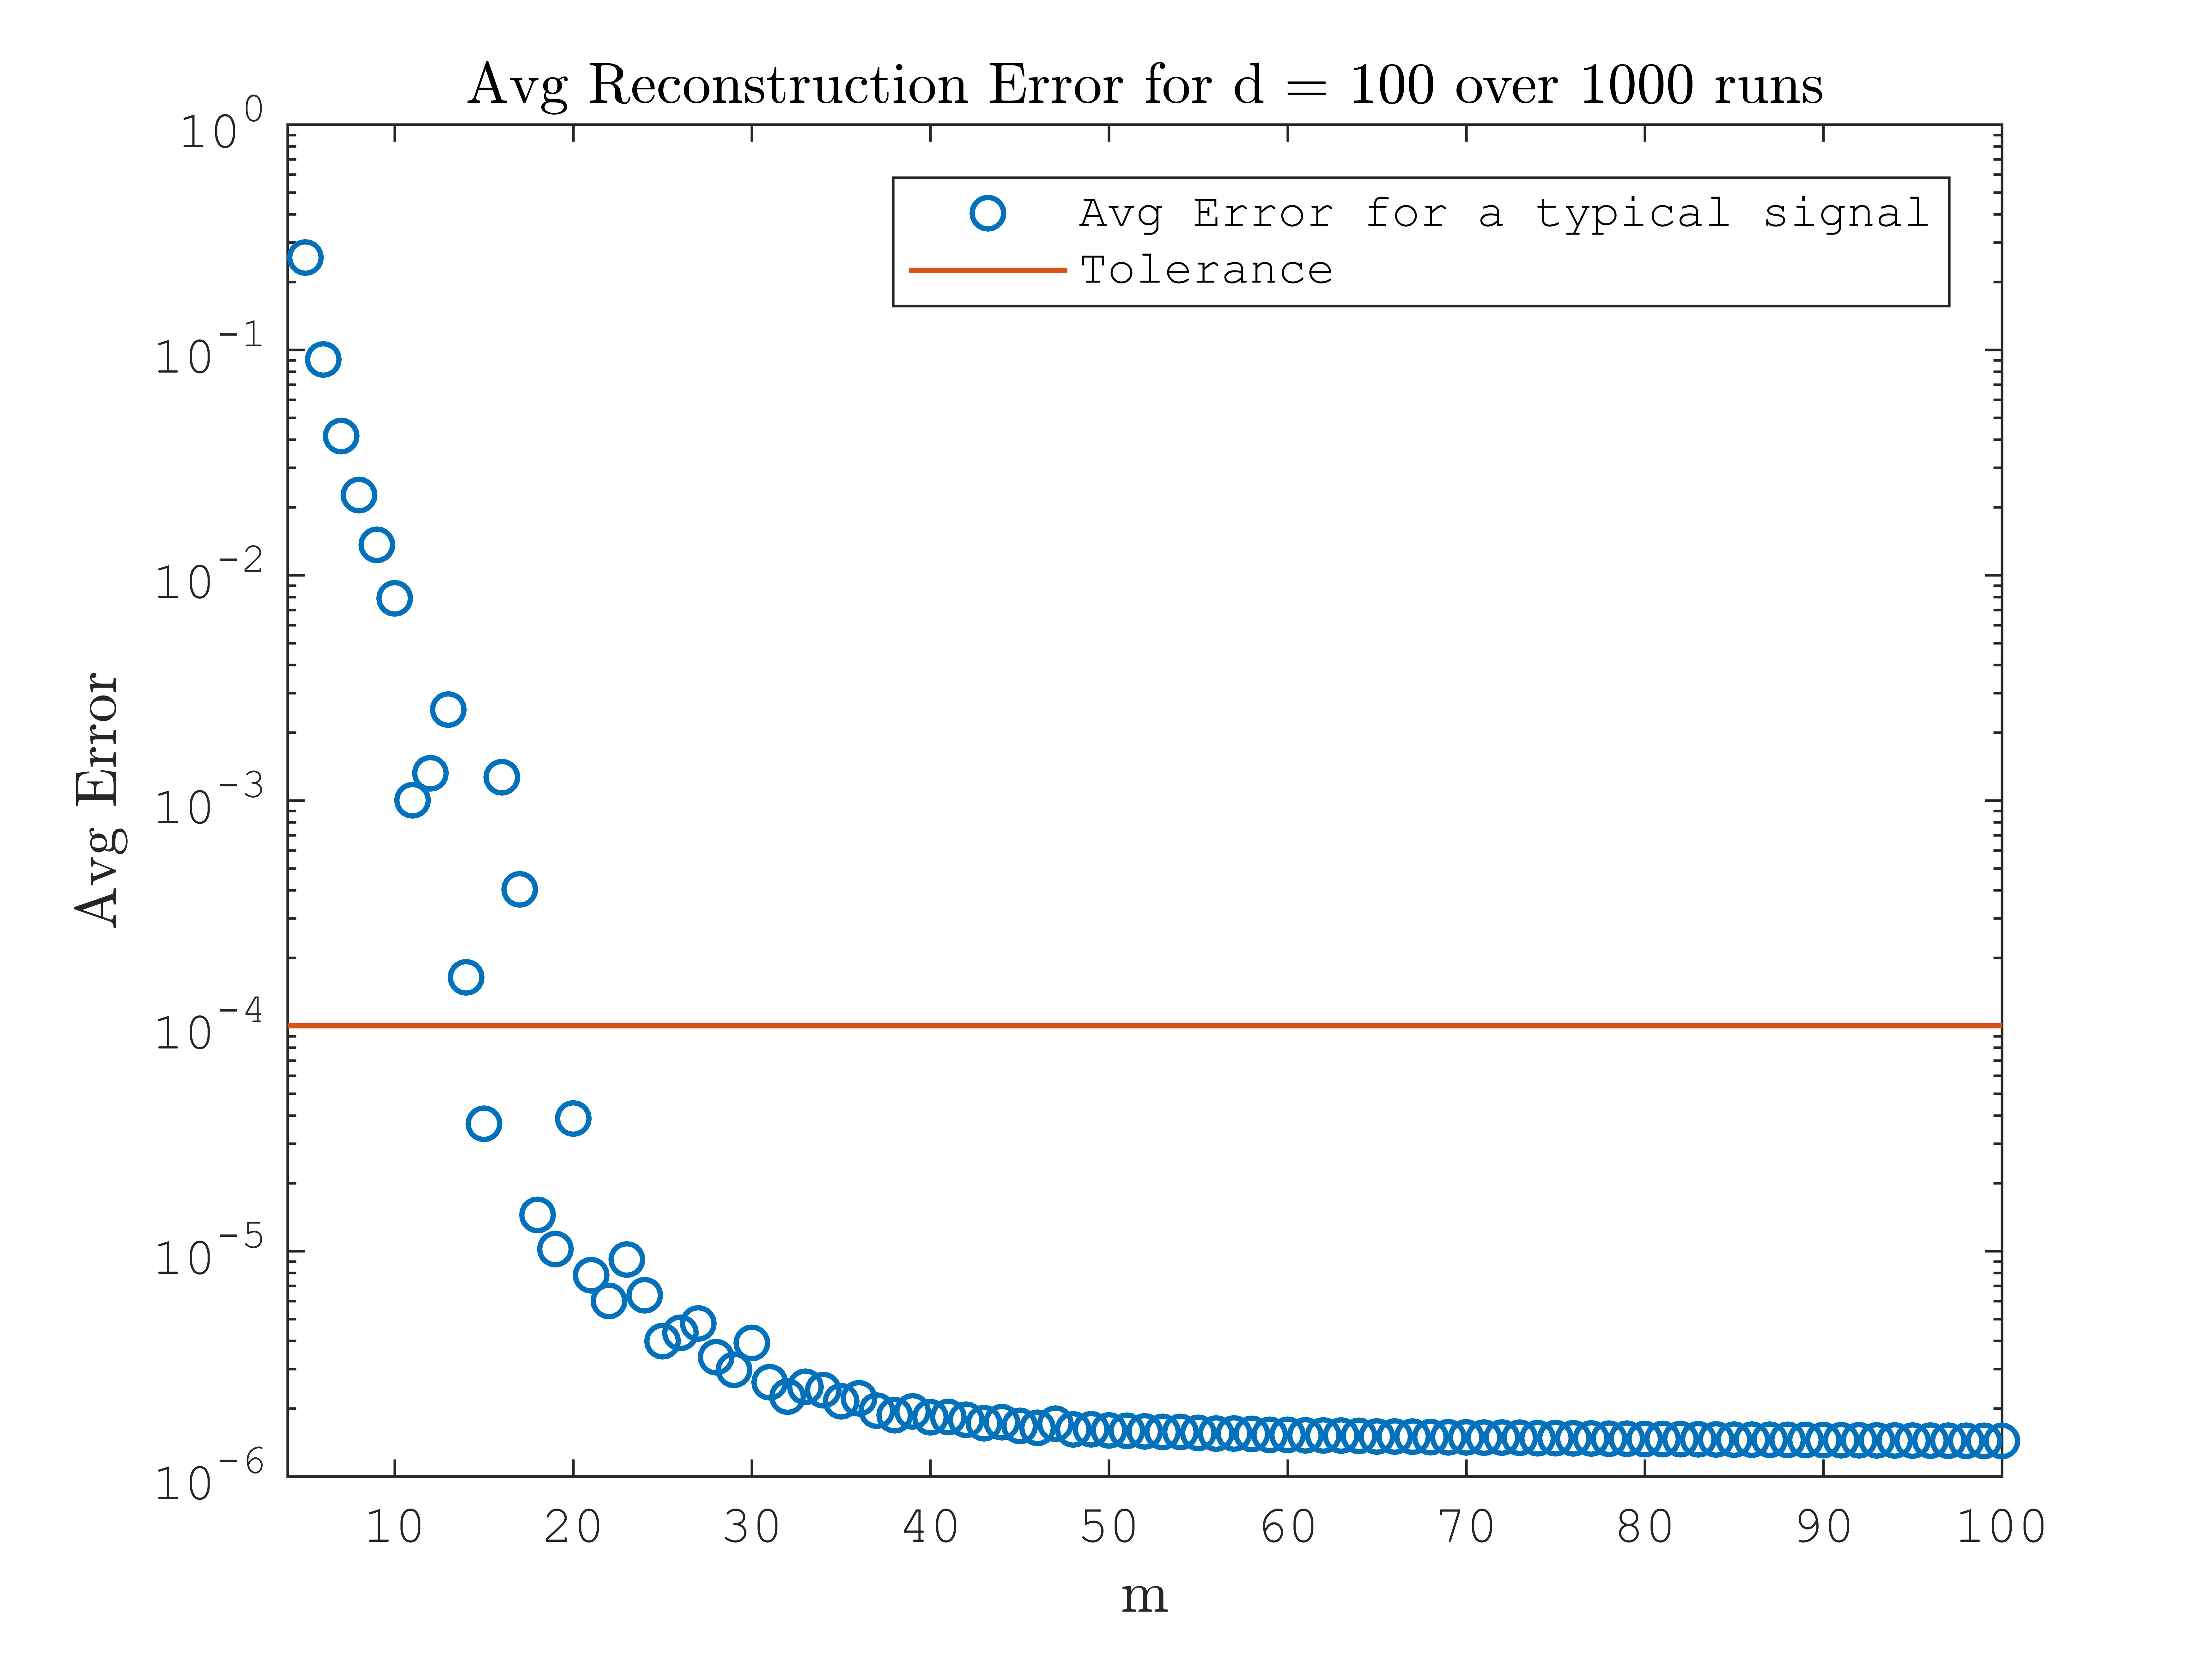 Avg Reconstruction Error for d = 100 over 1000 runs
10^0
Avg Error for a typical signal
Tolerance
10^-1
10^-2
10^-3
10^-4
10^-5
10^-6
Avg Error
10 20 30 40 50 60 70 80 90 100
m